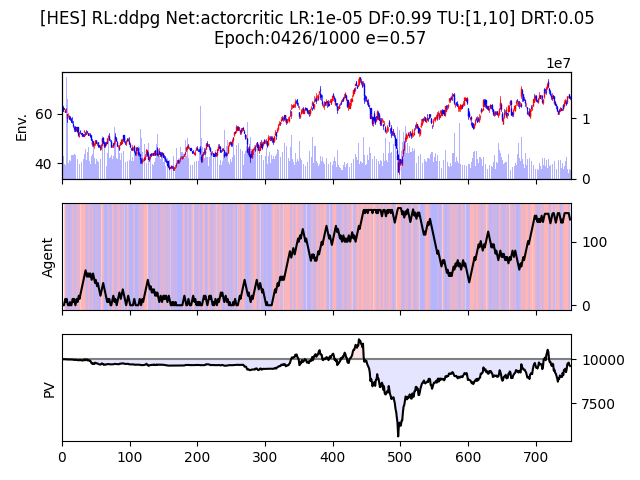 [HES] RL:ddpg Net:actorcritic LR:1e-05 DF:0.99 TU:[1,10] DRT:0.05
Epoch:0426/1000 e=0.57
1e7
Env.
60
40
1
0
Agent
100
0
PV
10000
7500
0 100 200 300 400 500 600 700